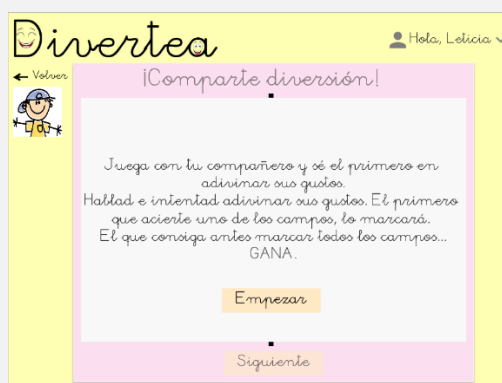 Divertea
Hola, Leticia
Volver
¡Comparte diversión!
Juega con tu compañero y sé el primero en
adivinar sus gustos.
Hablad e intentad adivinar sus gustos. El primero
que acierte uno de los campos, lo marcará.
El que consiga antes marcar todos los campos...
GANA.
Empezar
Siguiente